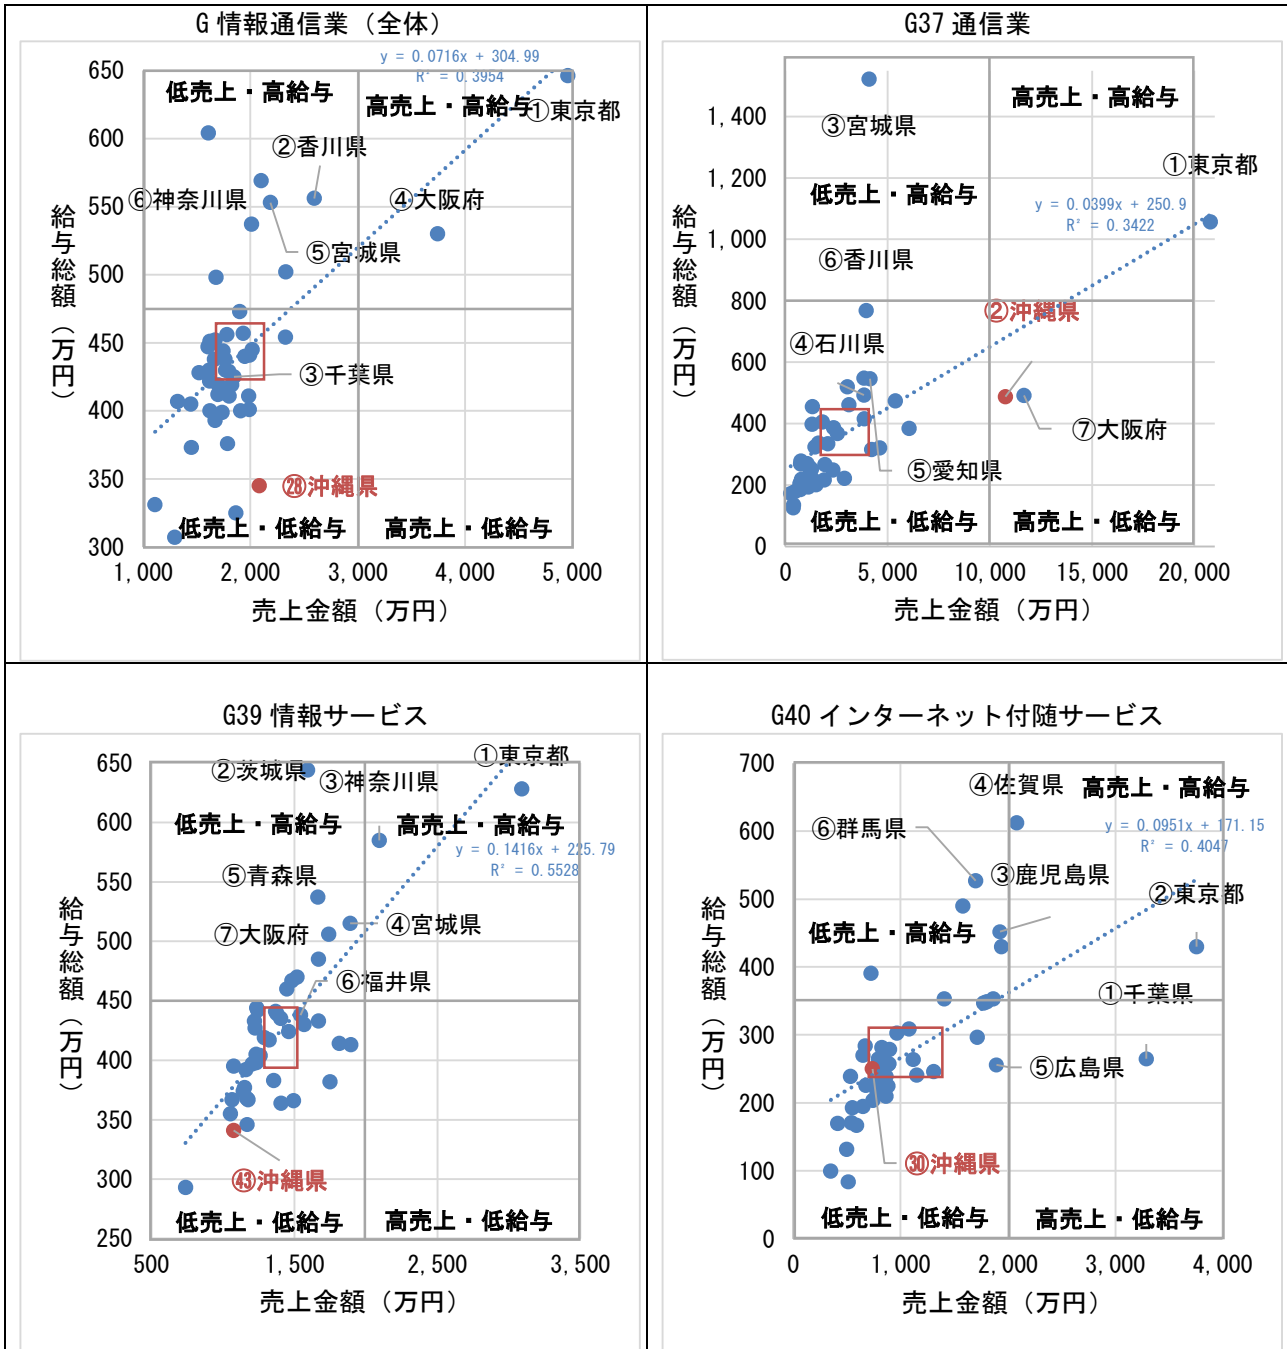 G 情報通信業（全体）
y = 0.0716x + 304.99
R² = 0.3954
650
600
550
500
450
400
350
300
1,000
2,000
3,000
4,000
5,000
給与総額（万円）
売上金額（万円）
低売上・高給与
高売上・高給与
①東京都
②香川県
⑥神奈川県
④大阪府
⑤宮城県
③千葉県
㉘沖縄県
低売上・低給与
高売上・低給与
G37 通信業
1,400
1,200
1,000
800
600
400
200
0
0
5,000
10,000
15,000
20,000
給与総額（万円）
売上金額（万円）
高売上・高給与
③宮城県
①東京都
低売上・高給与
y = 0.0399x + 250.9
R² = 0.3422
⑥香川県
②沖縄県
④石川県
⑦大阪府
⑤愛知県
低売上・低給与
高売上・低給与
G39 情報サービス
650
600
550
500
450
400
350
300
250
500
1,500
2,500
3,500
給与総額（万円）
売上金額（万円）
①東京都
②茨城県
③神奈川県
低売上・高給与
高売上・高給与
y = 0.1416x + 225.79
R² = 0.5528
⑤青森県
⑦大阪府
④宮城県
⑥福井県
㊸沖縄県
低売上・低給与
高売上・低給与
G40 インターネット付随サービス
700
600
500
400
300
200
100
0
0
1,000
2,000
3,000
4,000
給与総額（万円）
売上金額（万円）
④佐賀県
高売上・高給与
⑥群馬県
y = 0.0951x + 171.15
R² = 0.4047
③鹿児島県
②東京都
低売上・高給与
①千葉県
⑤広島県
㉚沖縄県
低売上・低給与
高売上・低給与